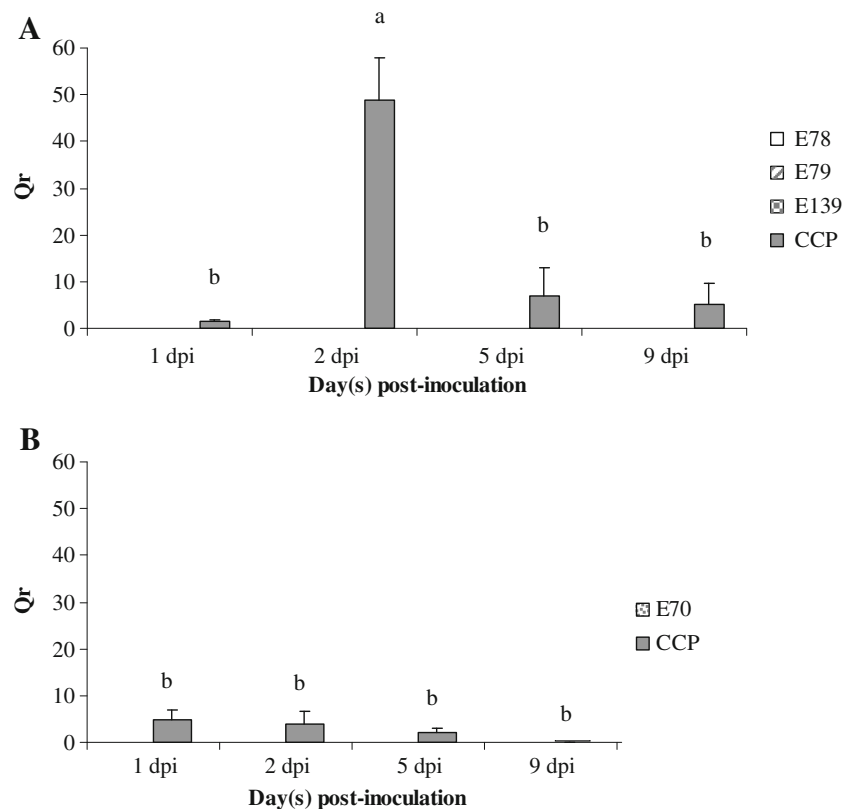 A
a
60
50
40
30
20
10
0
Qr
b
b
b
1 dpi 2 dpi 5 dpi 9 dpi
Day(s) post-inoculation
E78
E79
E139
CCP
B
60
50
40
30
20
10
0
Qr
b b b b
1 dpi 2 dpi 5 dpi 9 dpi
Day(s) post-inoculation
E70
CCP